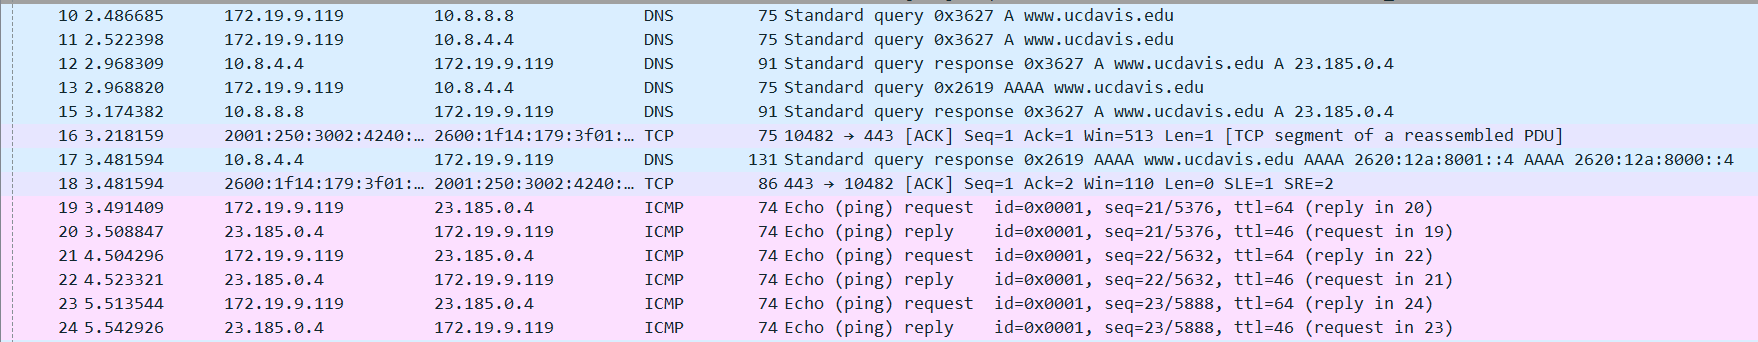 10 2.486685 172.19.9.119 10.8.8.8 DNS 75 Standard query 0x3627 A www.ucdavis.edu
11 2.522398 172.19.9.119 10.8.4.4 DNS 75 Standard query 0x3627 A www.ucdavis.edu
12 2.968309 10.8.4.4 172.19.9.119 DNS 91 Standard query response 0x3627 A www.ucdavis.edu A 23.185.0.4
13 2.968820 172.19.9.119 10.8.4.4 DNS 75 Standard query 0x2619 AAAA www.ucdavis.edu
15 3.174382 10.8.8.8 172.19.9.119 DNS 91 Standard query response 0x3627 A www.ucdavis.edu A 23.185.0.4
16 3.218159 2001:250:3002:4240:… 2600:1f14:179:3f01:… TCP 75 10482 → 443 [ACK] Seq=1 Ack=1 Win=513 Len=1 [TCP segment of a reassembled PDU]
17 3.481594 10.8.4.4 172.19.9.119 DNS 131 Standard query response 0x2619 AAAA www.ucdavis.edu AAAA 2620:12a:8001::4 AAAA 2620:12a:8000::4
18 3.481594 2600:1f14:179:3f01:… 2001:250:3002:4240:… TCP 86 443 → 10482 [ACK] Seq=1 Ack=2 Win=110 Len=0 SLE=1 SRE=2
19 3.491409 172.19.9.119 23.185.0.4 ICMP 74 Echo (ping) request id=0x0001, seq=21/5376, ttl=64 (reply in 20)
20 3.508847 23.185.0.4 172.19.9.119 ICMP 74 Echo (ping) reply id=0x0001, seq=21/5376, ttl=46 (request in 19)
21 4.504296 172.19.9.119 23.185.0.4 ICMP 74 Echo (ping) request id=0x0001, seq=22/5632, ttl=64 (reply in 22)
22 4.523321 23.185.0.4 172.19.9.119 ICMP 74 Echo (ping) reply id=0x0001, seq=22/5632, ttl=46 (request in 21)
23 5.513544 172.19.9.119 23.185.0.4 ICMP 74 Echo (ping) request id=0x0001, seq=23/5888, ttl=64 (reply in 24)
24 5.542926 23.185.0.4 172.19.9.119 ICMP 74 Echo (ping) reply id=0x0001, seq=23/5888, ttl=46 (request in 23)